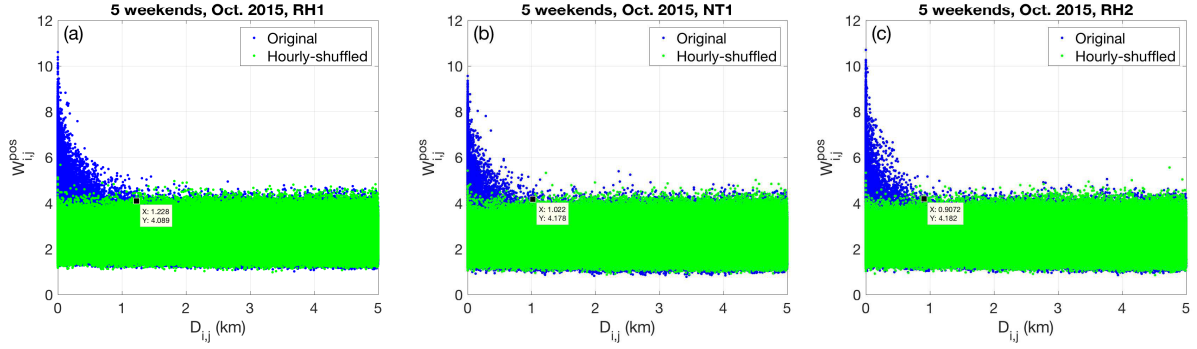 5 weekends, Oct. 2015, RH1
(a)
Original
Hourly-shuffled
12
10
8
6
4
2
0
W^pos_i,j
X: 1.228
Y: 4.089
0 1 2 3 4 5
D_i,j (km)
5 weekends, Oct. 2015, NT1
(b)
Original
Hourly-shuffled
12
10
8
6
4
2
0
W^pos_i,j
X: 1.022
Y: 4.178
0 1 2 3 4 5
D_i,j (km)
5 weekends, Oct. 2015, RH2
(c)
Original
Hourly-shuffled
12
10
8
6
4
2
0
W^pos_i,j
X: 0.9072
Y: 4.182
0 1 2 3 4 5
D_i,j (km)